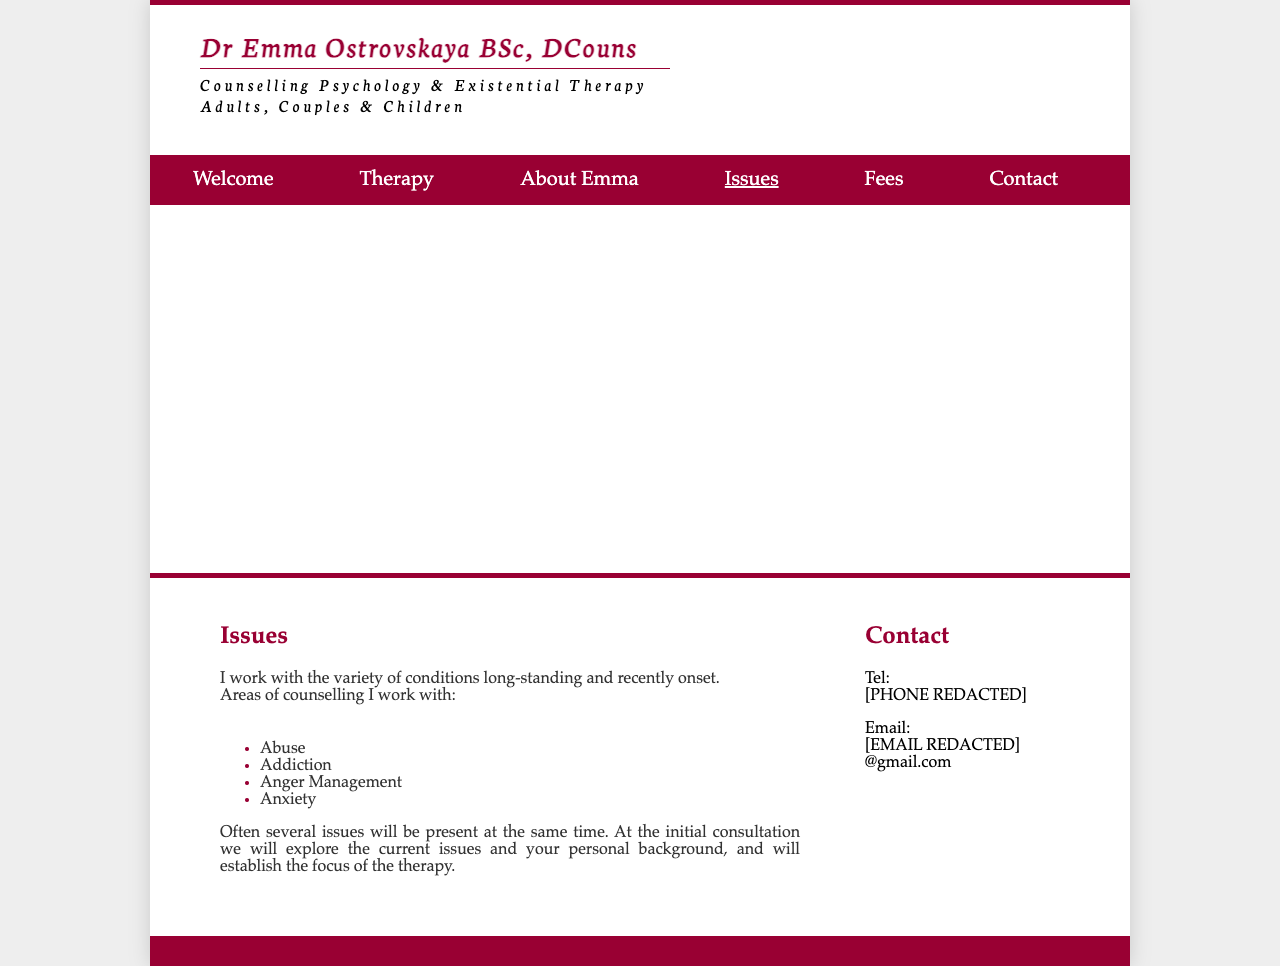 Dr Emma Ostrovskaya BSc, DCouns
Counselling Psychology & Existential Therapy
Adults, Couples & Children
Welcome Therapy About Emma Issues Fees Contact
Issues
I work with the variety of conditions long-standing and recently onset.
Areas of counselling I work with:
• Abuse
• Addiction
• Anger Management
• Anxiety
Often several issues will be present at the same time. At the initial consultation
we will explore the current issues and your personal background, and will
establish the focus of the therapy.
Contact
Tel:
[PHONE REDACTED]
Email:
[EMAIL REDACTED]
@gmail.com